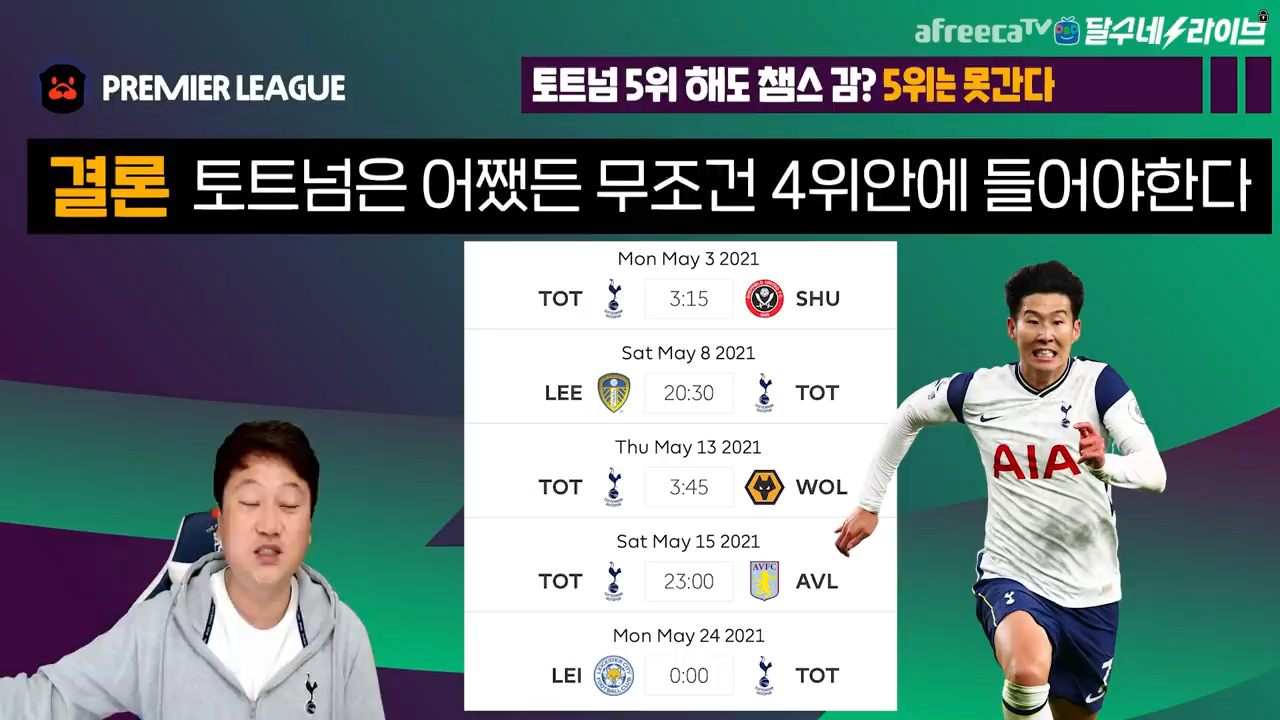 afreecaTV 달수네라이브
PREMIER LEAGUE
토트넘 5위 해도 챔스 감? 5위는 못간다
결론 토트넘은 어쨌든 무조건 4위안에 들어야한다
Mon May 3 2021
TOT 3:15 SHU
Sat May 8 2021
LEE 20:30 TOT
Thu May 13 2021
TOT 3:45 WOL
Sat May 15 2021
TOT 23:00 AVFC AVL
Mon May 24 2021
LEI 0:00 TOT
AIA
7